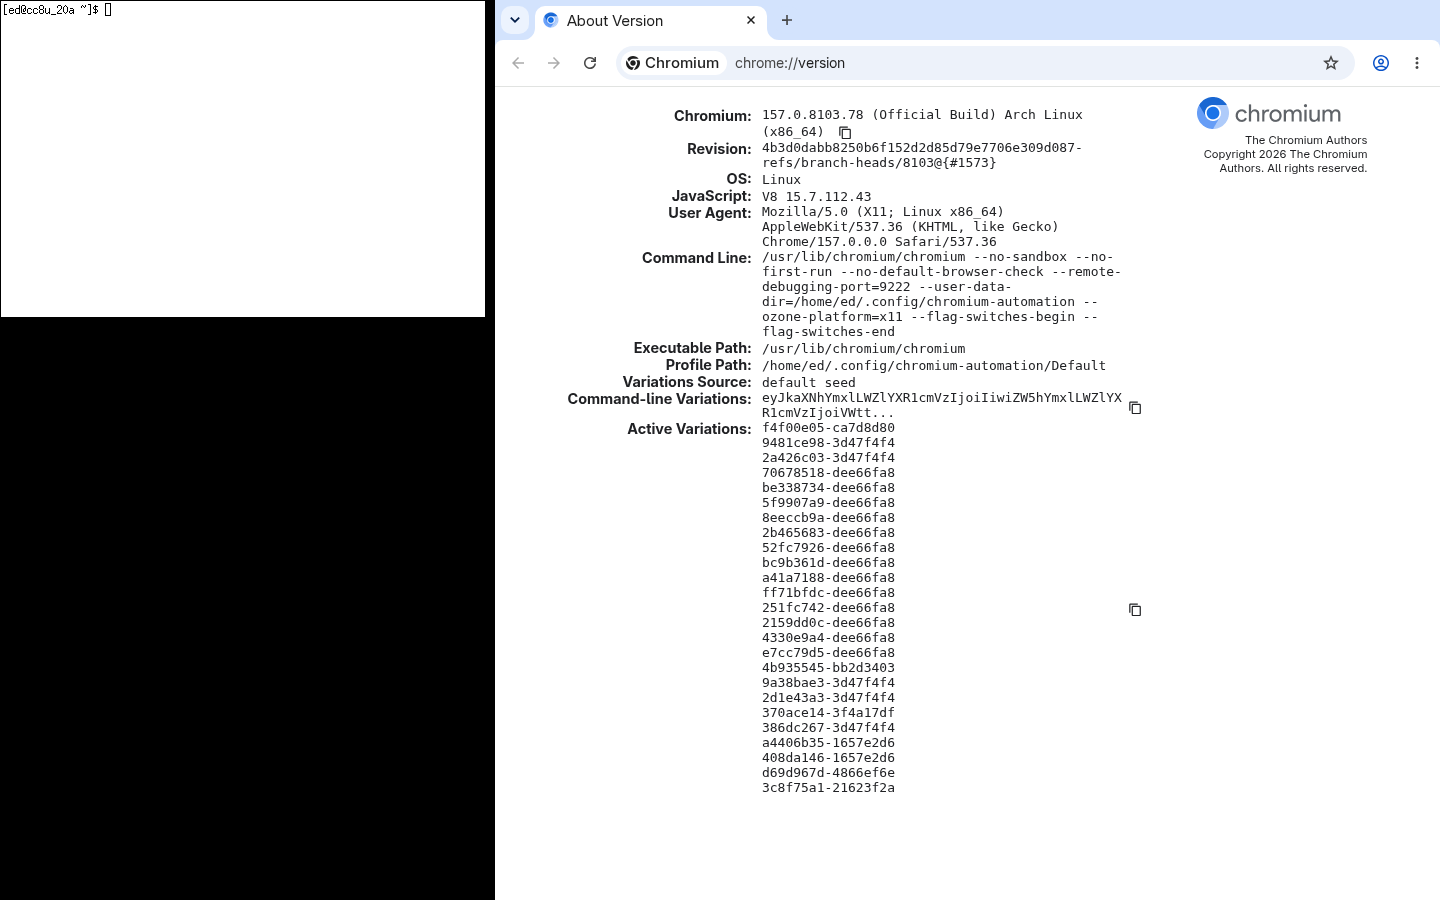 [ed@cc8u_20a ~]$
About Version
Chromium
chrome://version
chromium
The Chromium Authors
Copyright 2026 The Chromium
Authors. All rights reserved.
Chromium: 157.0.8103.78 (Official Build) Arch Linux
(x86_64)
Revision: 4b3d0dabb8250b6f152d2d85d79e7706e309d087-
refs/branch-heads/8103@{#1573}
OS: Linux
JavaScript: V8 15.7.112.43
User Agent: Mozilla/5.0 (X11; Linux x86_64)
AppleWebKit/537.36 (KHTML, like Gecko)
Chrome/157.0.0.0 Safari/537.36
Command Line: /usr/lib/chromium/chromium --no-sandbox --no-
first-run --no-default-browser-check --remote-
debugging-port=9222 --user-data-
dir=/home/ed/.config/chromium-automation --
ozone-platform=x11 --flag-switches-begin --
flag-switches-end
Executable Path: /usr/lib/chromium/chromium
Profile Path: /home/ed/.config/chromium-automation/Default
Variations Source: default seed
Command-line Variations: eyJkaXNhYmxlLWZlYXR1cmVzIjoiIiwiZW5hYmxlLWZlYX
R1cmVzIjoiVWtt...
Active Variations: f4f00e05-ca7d8d80
9481ce98-3d47f4f4
2a426c03-3d47f4f4
70678518-dee66fa8
be338734-dee66fa8
5f9907a9-dee66fa8
8eeccb9a-dee66fa8
2b465683-dee66fa8
52fc7926-dee66fa8
bc9b361d-dee66fa8
a41a7188-dee66fa8
ff71bfdc-dee66fa8
251fc742-dee66fa8
2159dd0c-dee66fa8
4330e9a4-dee66fa8
e7cc79d5-dee66fa8
4b935545-bb2d3403
9a38bae3-3d47f4f4
2d1e43a3-3d47f4f4
370ace14-3f4a17df
386dc267-3d47f4f4
a4406b35-1657e2d6
408da146-1657e2d6
d69d967d-4866ef6e
3c8f75a1-21623f2a